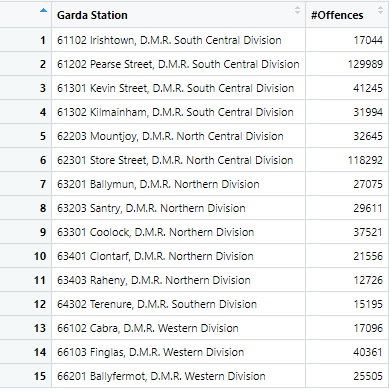 Garda Station #Offences
1 61102 Irishtown, D.M.R. South Central Division 17044
2 61202 Pearse Street, D.M.R. South Central Division 129989
3 61301 Kevin Street, D.M.R. South Central Division 41245
4 61302 Kilmainham, D.M.R. South Central Division 31994
5 62203 Mountjoy, D.M.R. North Central Division 32645
6 62301 Store Street, D.M.R. North Central Division 118292
7 63201 Ballymun, D.M.R. Northern Division 27075
8 63203 Santry, D.M.R. Northern Division 29611
9 63301 Coolock, D.M.R. Northern Division 37521
10 63401 Clontarf, D.M.R. Northern Division 21556
11 63403 Raheny, D.M.R. Northern Division 12726
12 64302 Terenure, D.M.R. Southern Division 15195
13 66102 Cabra, D.M.R. Western Division 17096
14 66103 Finglas, D.M.R. Western Division 40361
15 66201 Ballyfermot, D.M.R. Western Division 25505